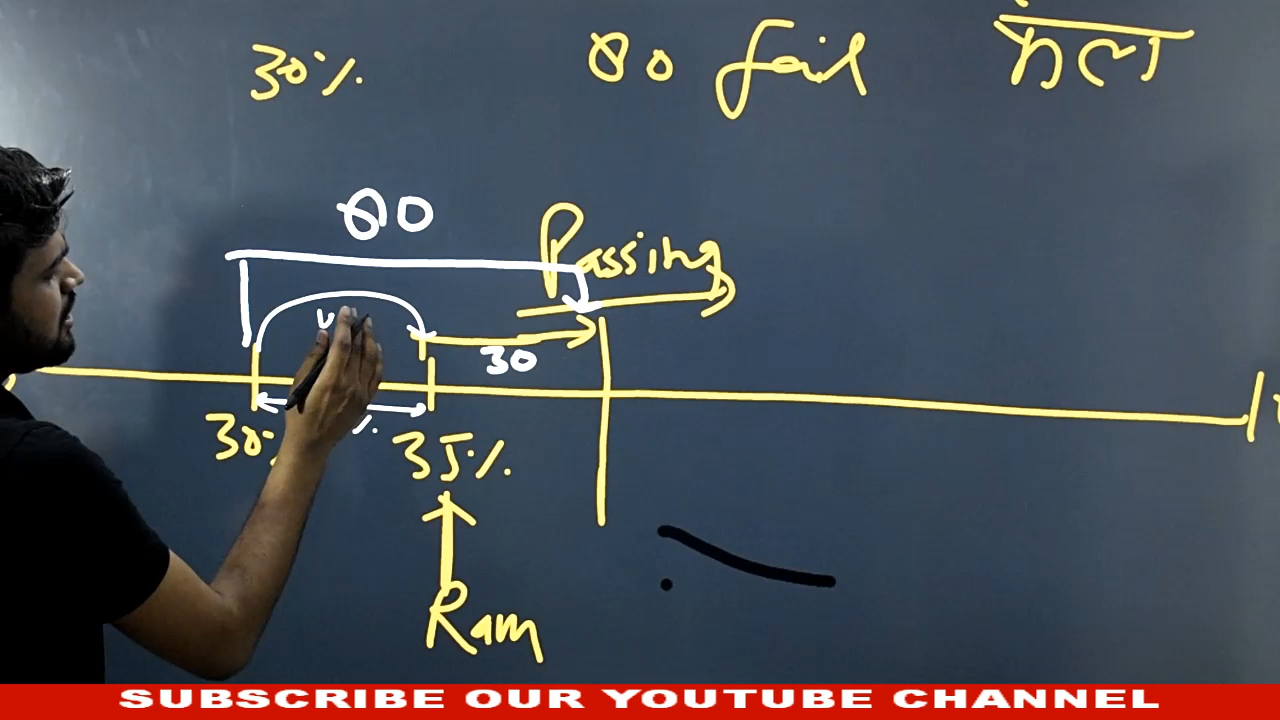 30% 80 fail
80
Passing
30
30% 35%
Ram
SUBSCRIBE OUR YOUTUBE CHANNEL